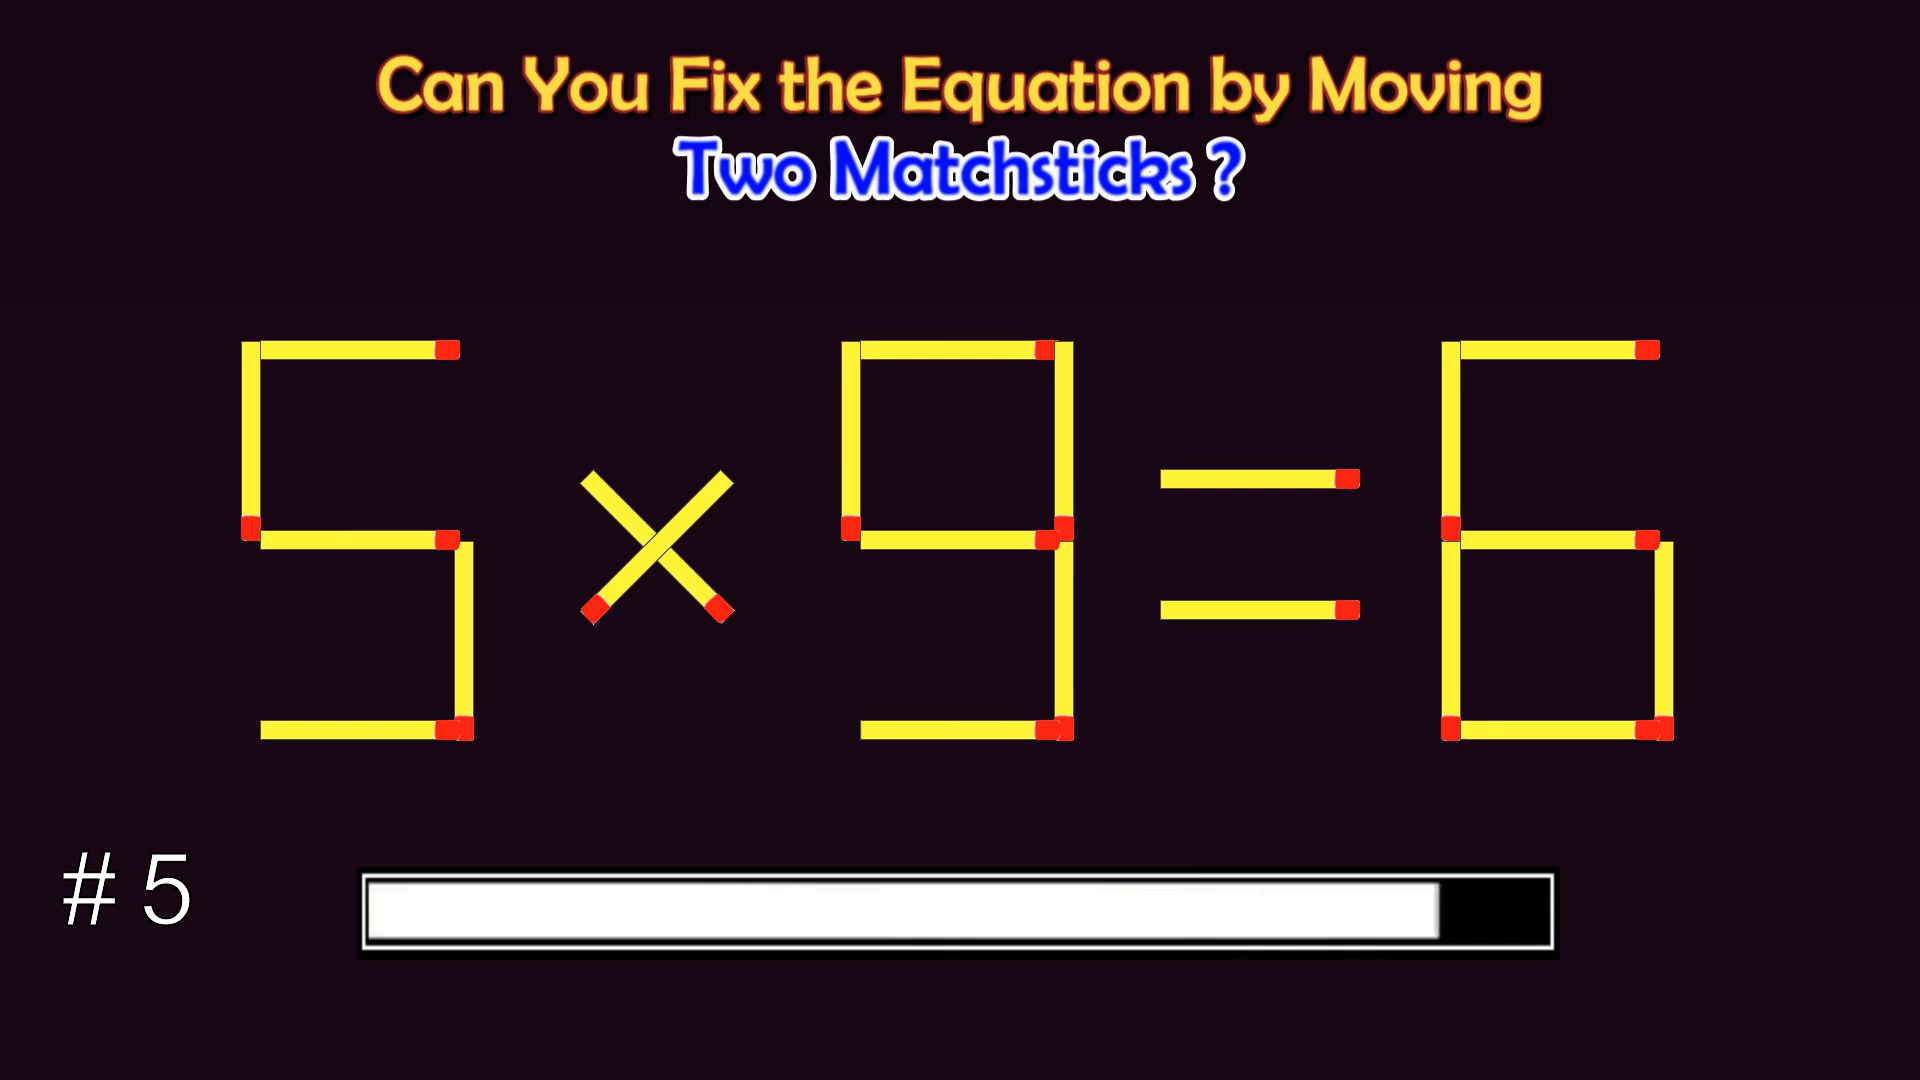 Can You Fix the Equation by Moving
Two Matchsticks ?
5 × 9 = 6
# 5